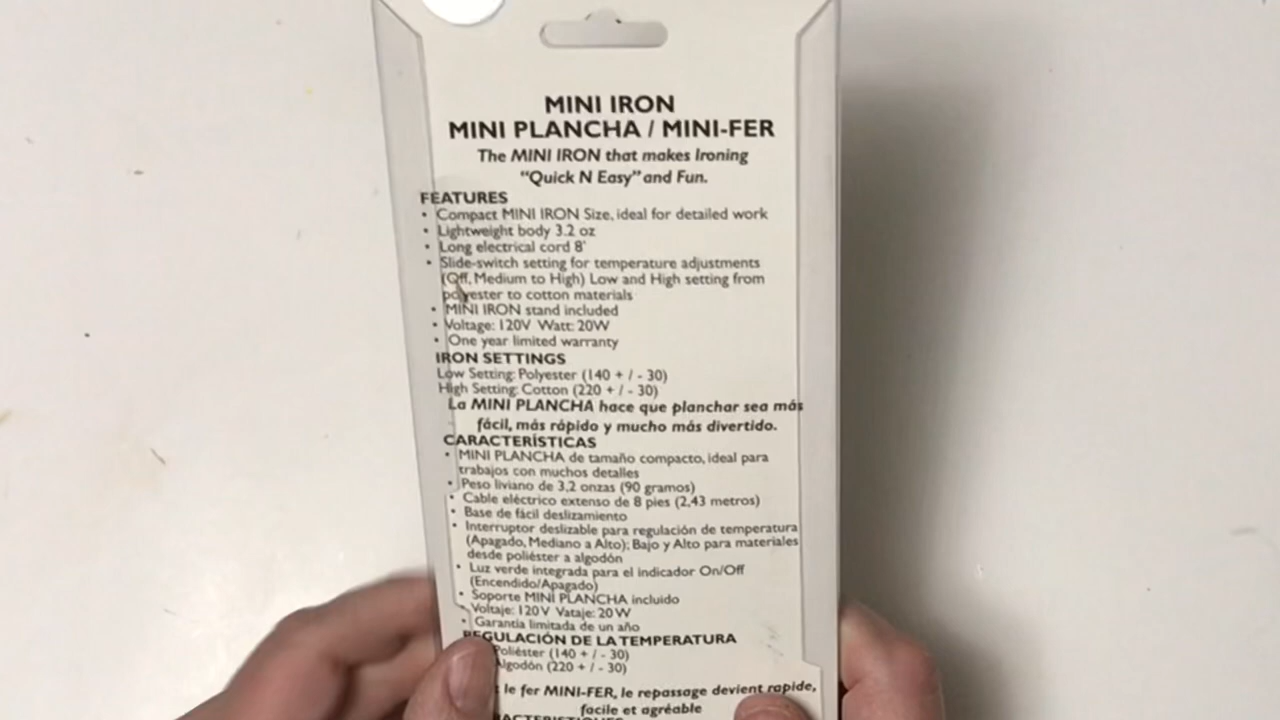 MINI IRON
MINI PLANCHA / MINI-FER
The MINI IRON that makes Ironing
"Quick N Easy" and Fun.
FEATURES
• Compact MINI IRON Size, ideal for detailed work
• Lightweight body 3.2 oz
• Long electrical cord 8'
• Slide-switch setting for temperature adjustments
(Off, Medium to High) Low and High setting from
polyester to cotton materials
• MINI IRON stand included
• Voltage: 120V Watt: 20W
• One year limited warranty
IRON SETTINGS
Low Setting: Polyester (140 + / - 30)
High Setting: Cotton (220 + / - 30)
La MINI PLANCHA hace que planchar sea más
fácil, más rápido y mucho más divertido.
CARACTERÍSTICAS
• MINI PLANCHA de tamaño compacto, ideal para
trabajos con muchos detalles
• Peso liviano de 3,2 onzas (90 gramos)
• Cable eléctrico extenso de 8 pies (2,43 metros)
• Base de fácil deslizamiento
• Interruptor deslizable para regulación de temperatura
(Apagado, Mediano a Alto); Bajo y Alto para materiales
desde poliéster a algodón
• Luz verde integrada para el indicador On/Off
(Encendido/Apagado)
• Soporte MINI PLANCHA incluido
• Voltaje: 120V Vataje: 20W
• Garantía limitada de un año
REGULACIÓN DE LA TEMPERATURA
Poliéster (140 + / - 30)
Algodón (220 + / - 30)
le fer MINI-FER, le repassage devient rapide,
facile et agréable